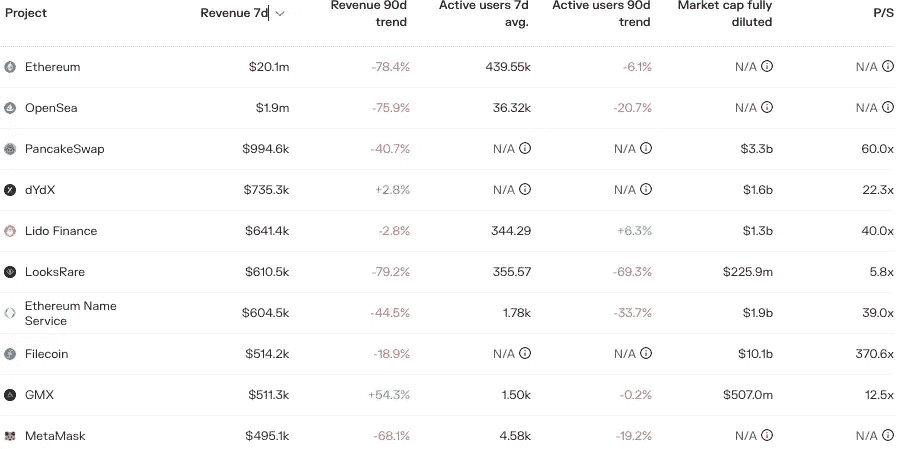 Project Revenue 7d Revenue 90d trend Active users 7d avg. Active users 90d trend Market cap fully diluted P/S
Ethereum $20.1m -78.4% 439.55k -6.1% N/A N/A
OpenSea $1.9m -75.9% 36.32k -20.7% N/A N/A
PancakeSwap $994.6k -40.7% N/A N/A $3.3b 60.0x
dYdX $735.3k +2.8% N/A N/A $1.6b 22.3x
Lido Finance $641.4k -2.8% 344.29 +6.3% $1.3b 40.0x
LooksRare $610.5k -79.2% 355.57 -69.3% $225.9m 5.8x
Ethereum Name Service $604.5k -44.5% 1.78k -33.7% $1.9b 39.0x
Filecoin $514.2k -18.9% N/A N/A $10.1b 370.6x
GMX $511.3k +54.3% 1.50k -0.2% $507.0m 12.5x
MetaMask $495.1k -68.1% 4.58k -19.2% N/A N/A